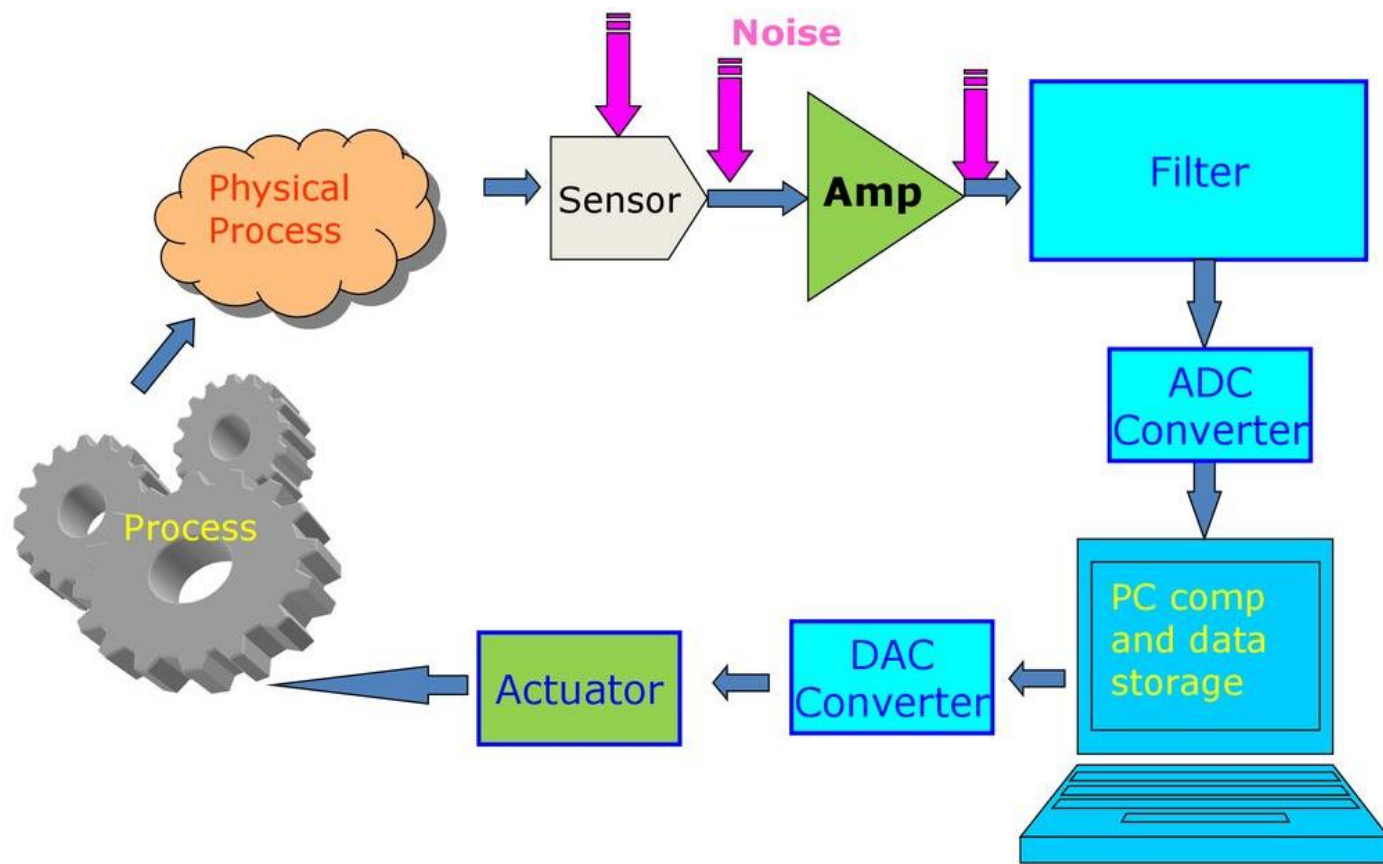 Noise
Physical
Process
Sensor
Amp
Filter
ADC
Converter
Process
PC comp
and data
storage
DAC
Converter
Actuator